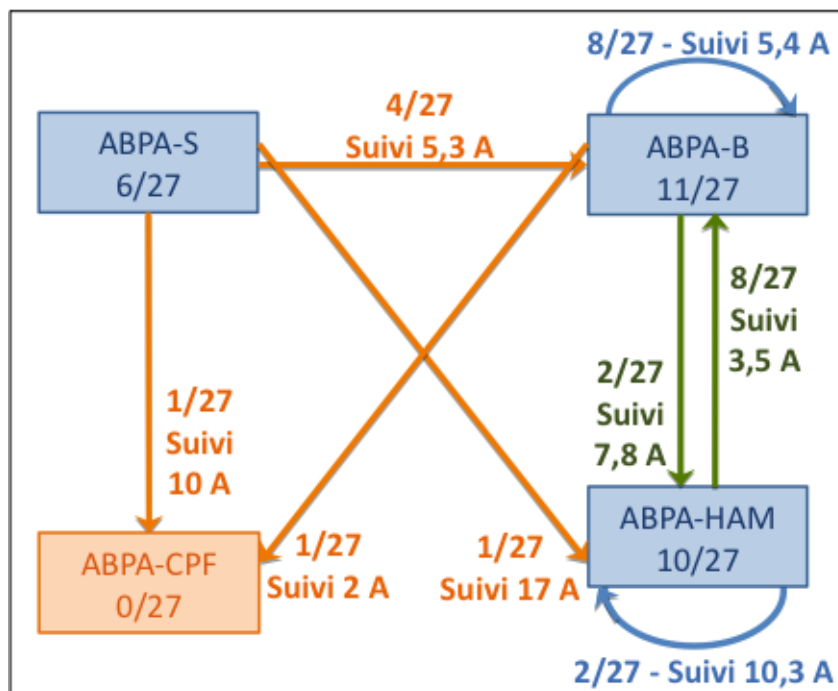 8/27 - Suivi 5,4 A
4/27
Suivi 5,3 A
ABPA-S
6/27
ABPA-B
11/27
8/27
Suivi
3,5 A
2/27
Suivi
7,8 A
1/27
Suivi
10 A
ABPA-CPF
0/27
1/27
Suivi 2 A
1/27
Suivi 17 A
ABPA-HAM
10/27
2/27 - Suivi 10,3 A